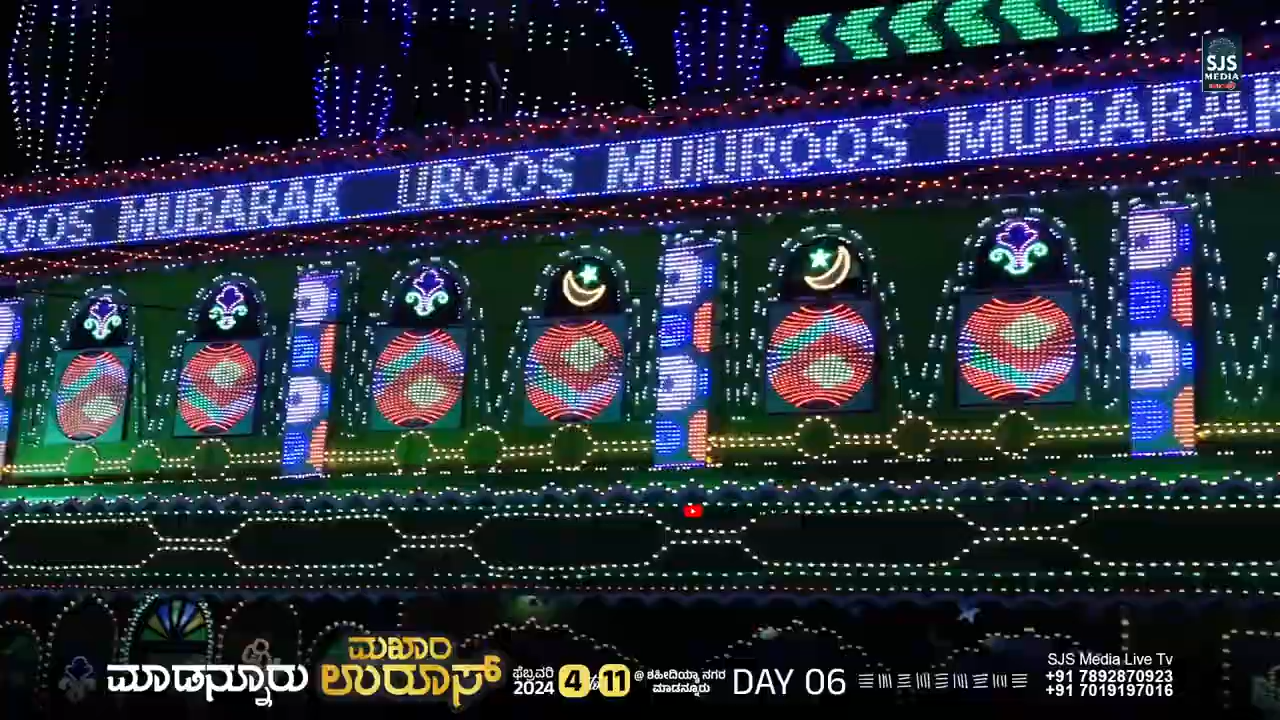 SJS
MEDIA
ROOS MUBARAK UROOS MUUROOS MUBARAK
ಮಾಡನ್ನೂರು
ಮಖಾಂ
ಉರೂಸ್
ಫೆಬ್ರವರಿ
2024
4
11
@ ಶಹೀದಿಯ್ಯಾ ನಗರ
ಮಾಡನ್ನೂರು
DAY 06
SJS Media Live Tv
+91 7892870923
+91 7019197016